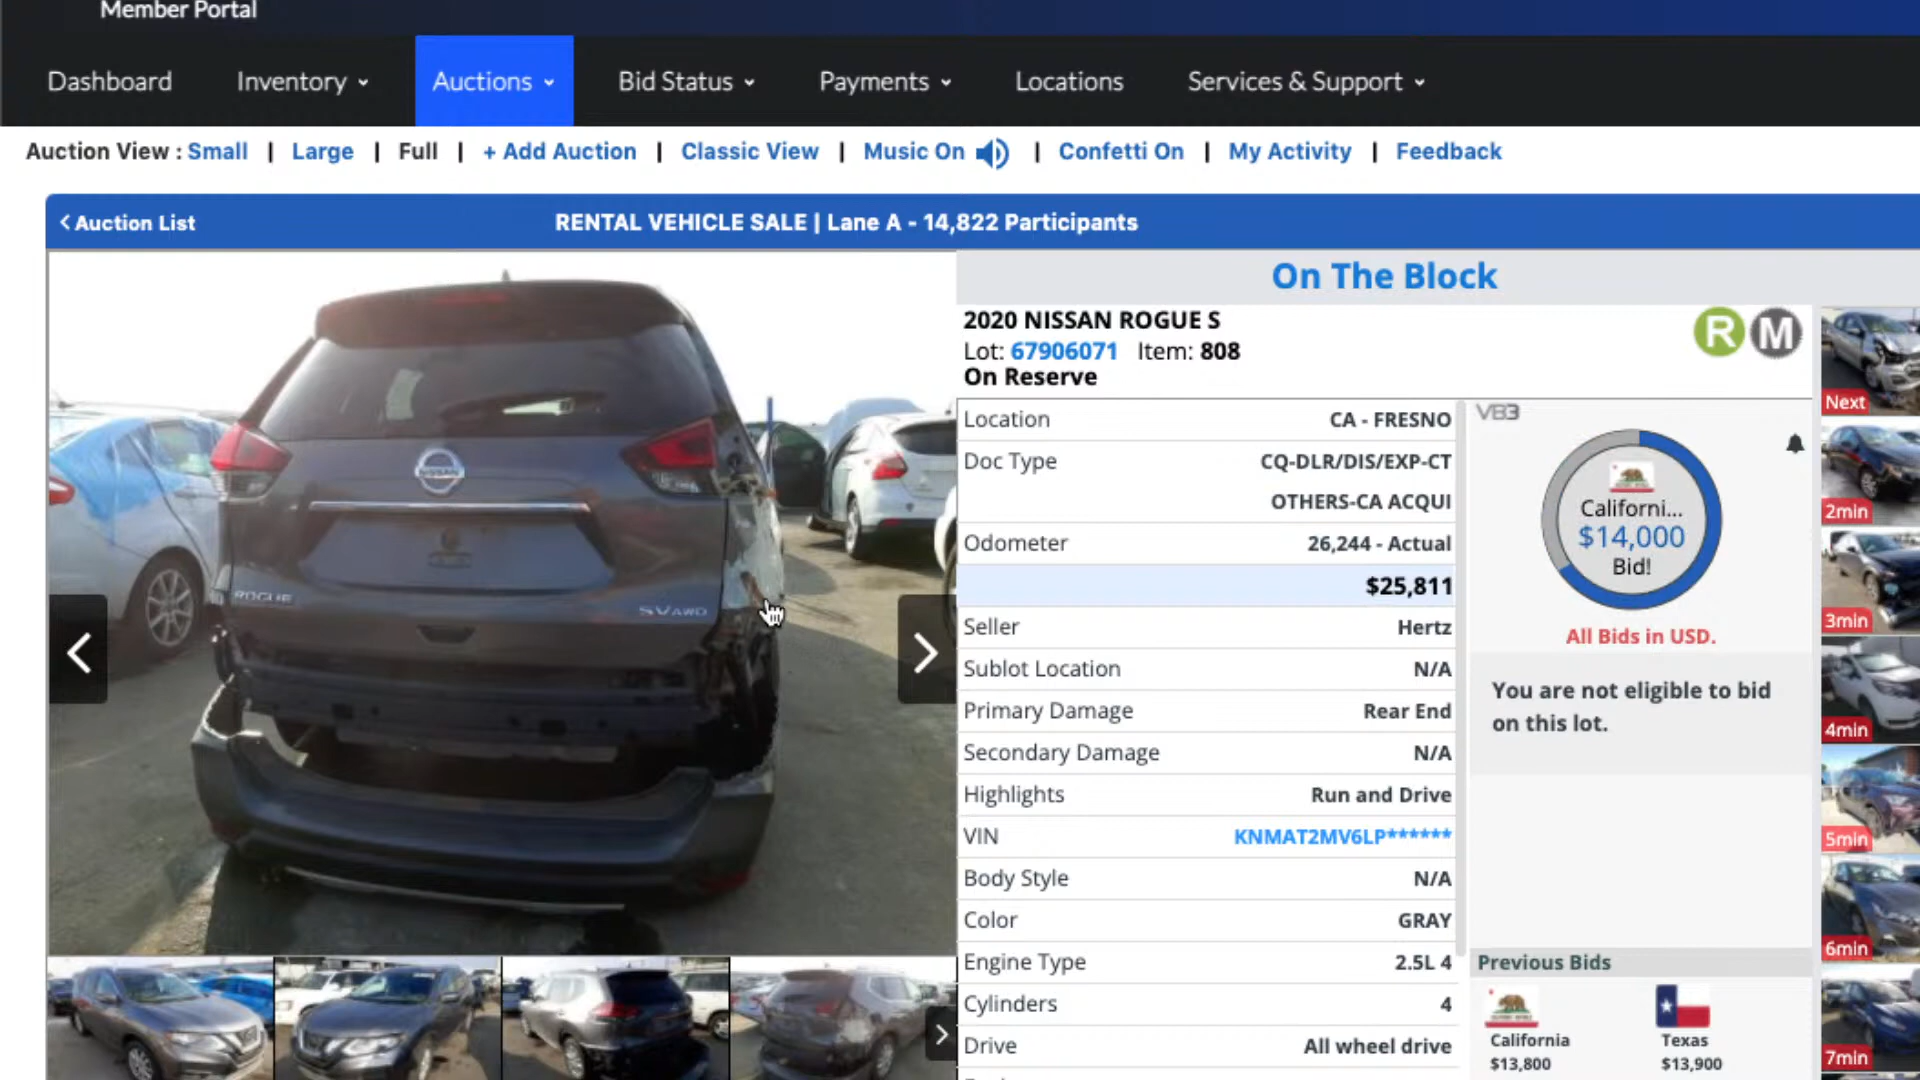 Member Portal
Dashboard Inventory Auctions Bid Status Payments Locations Services & Support
Auction View : Small | Large | Full | + Add Auction | Classic View | Music On | Confetti On | My Activity | Feedback
< Auction List
RENTAL VEHICLE SALE | Lane A - 14,822 Participants
On The Block
2020 NISSAN ROGUE S
Lot: 67906071 Item: 808
On Reserve
R M
Location CA - FRESNO
Doc Type CQ-DLR/DIS/EXP-CT
OTHERS-CA ACQUI
Odometer 26,244 - Actual
$25,811
Seller Hertz
Sublot Location N/A
Primary Damage Rear End
Secondary Damage N/A
Highlights Run and Drive
VIN KNMAT2MV6LP******
Body Style N/A
Color GRAY
Engine Type 2.5L 4
Cylinders 4
Drive All wheel drive
VB3
Californi...
$14,000
Bid!
All Bids in USD.
You are not eligible to bid
on this lot.
Previous Bids
California
$13,800
Texas
$13,900
Next
2min
3min
4min
5min
6min
7min
NISSAN
ROGUE
SV AWD